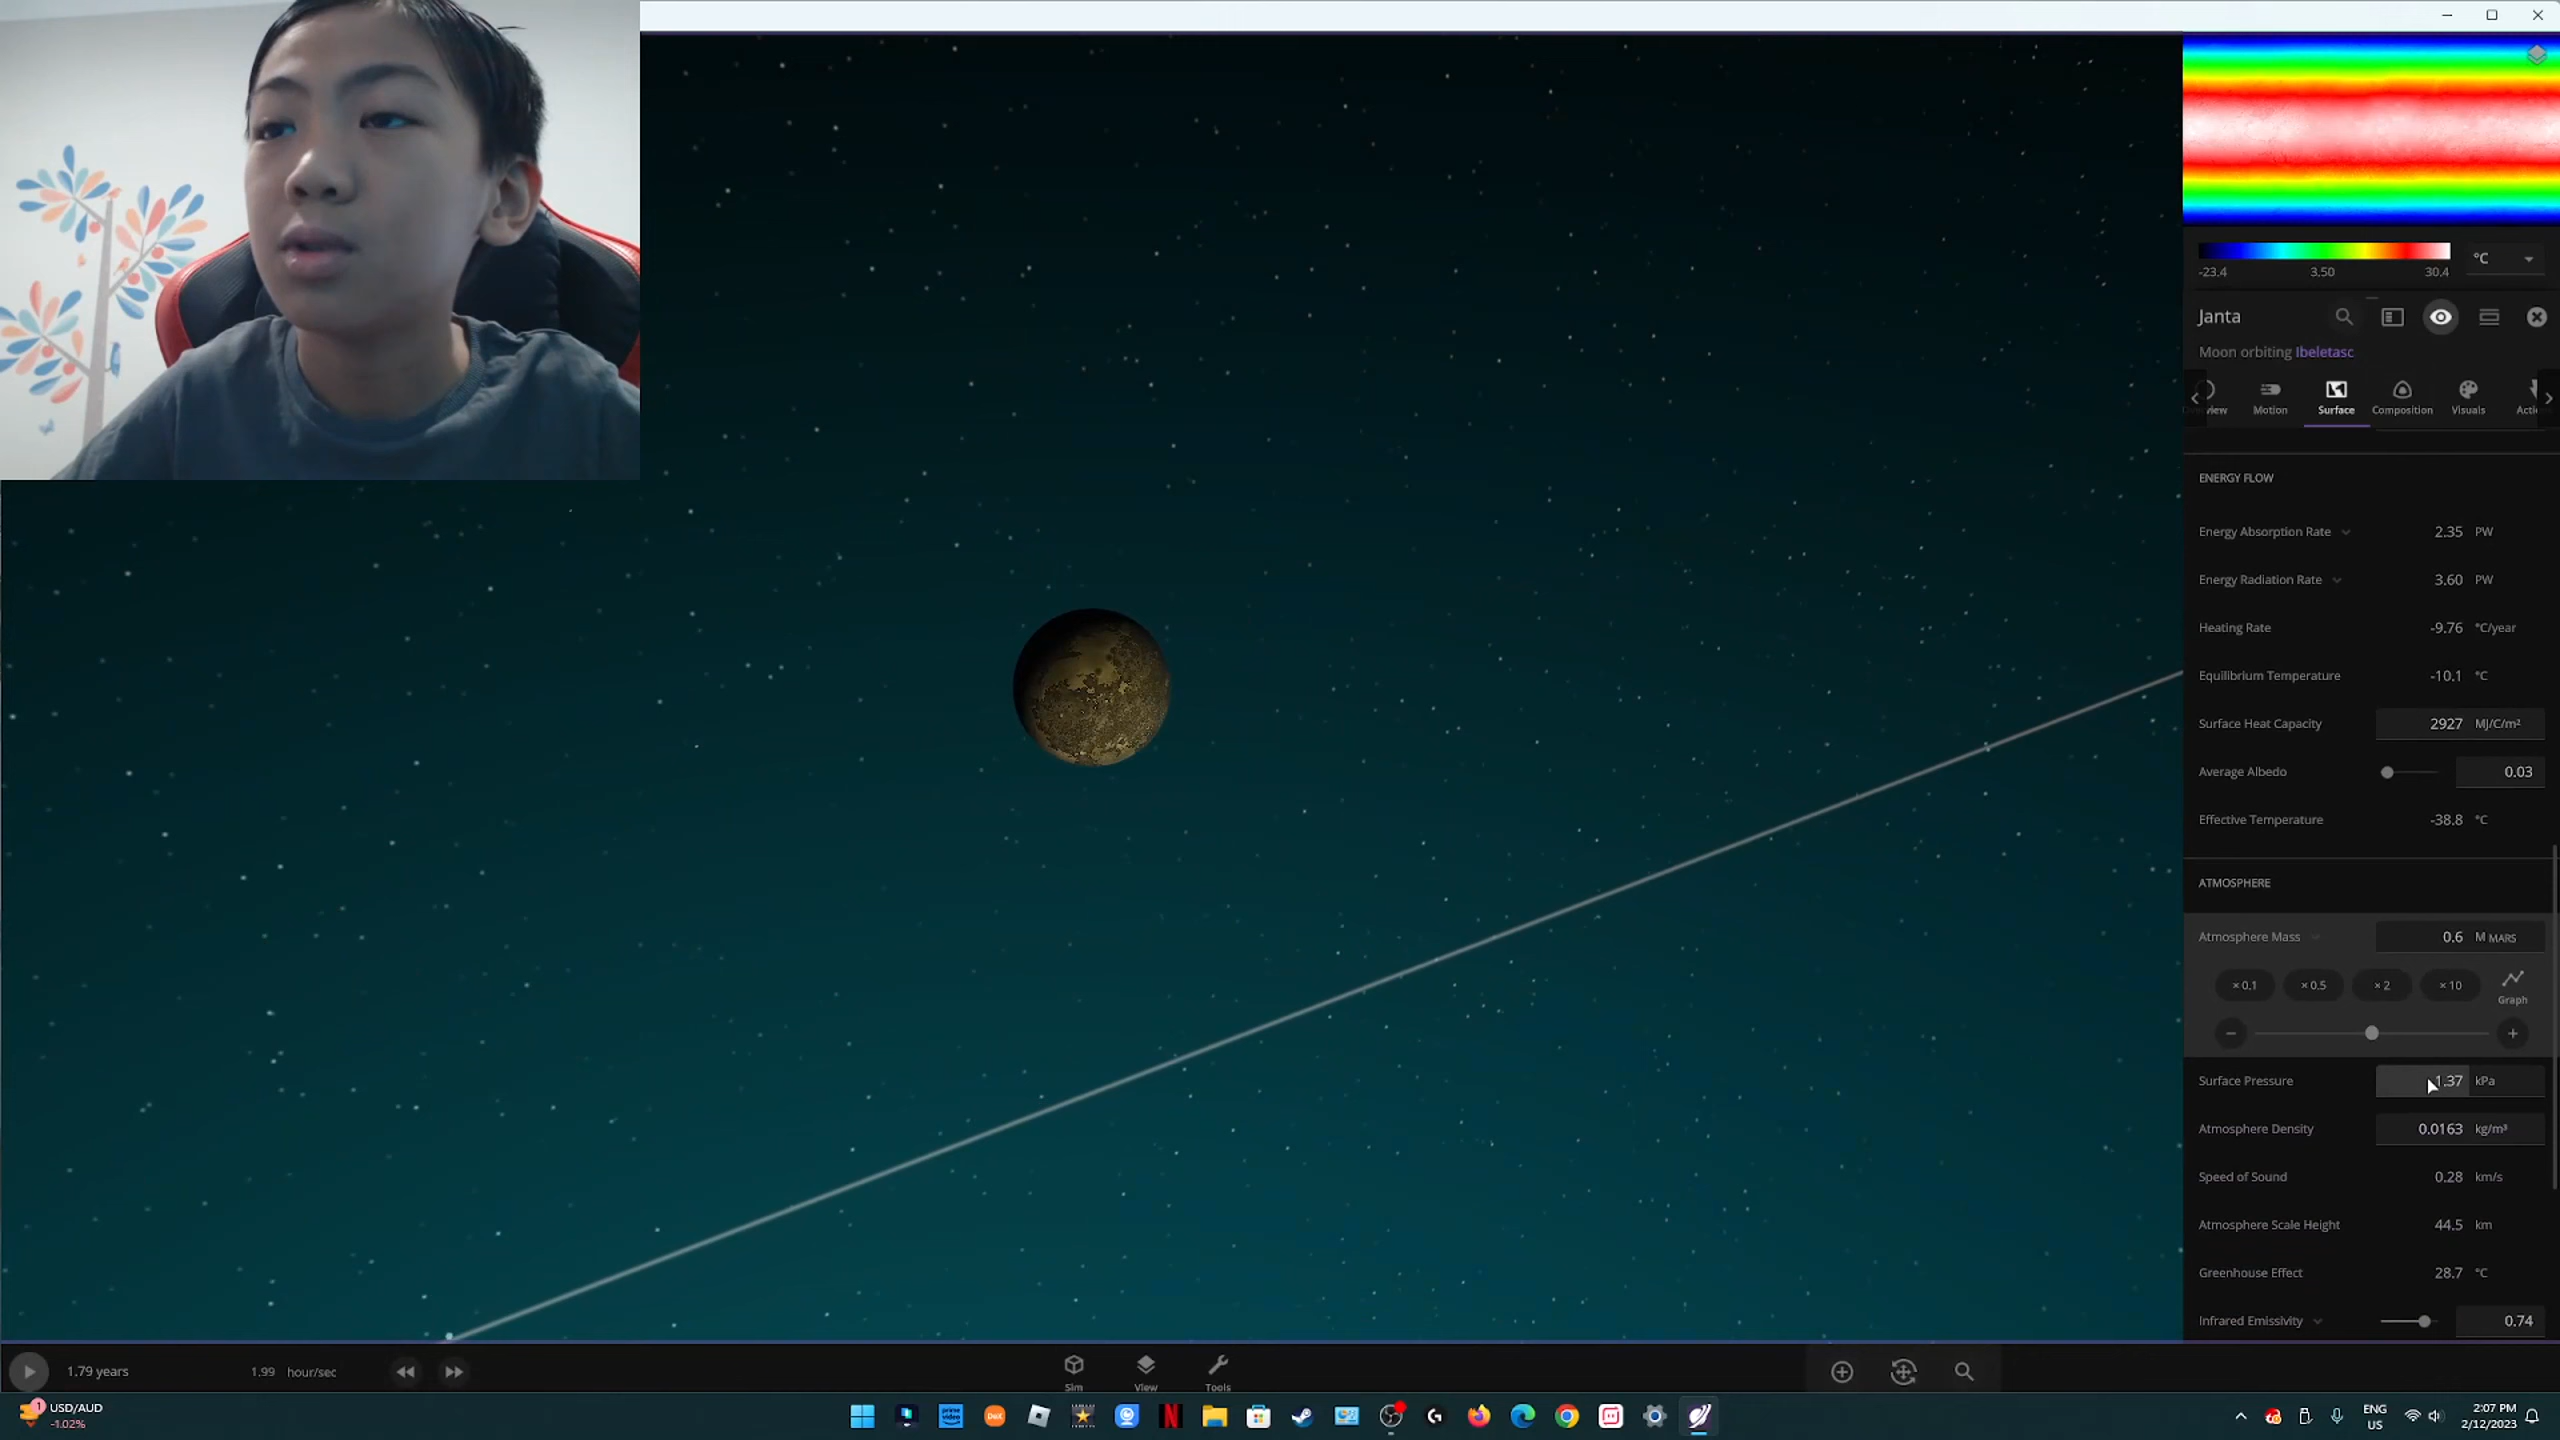 °C
-23.4 3.50 30.4
Janta
Moon orbiting Ibeletasc
Motion Surface Composition Visuals
ENERGY FLOW
Energy Absorption Rate 2.35 PW
Energy Radiation Rate 3.60 PW
Heating Rate -9.76 °C/year
Equilibrium Temperature -10.1 °C
Surface Heat Capacity 2927 MJ/C/m²
Average Albedo 0.03
Effective Temperature -38.8 °C
ATMOSPHERE
Atmosphere Mass 0.6 M MARS
× 0.1 × 0.5 × 2 × 10 Graph
Surface Pressure 1.37 kPa
Atmosphere Density 0.0163 kg/m³
Speed of Sound 0.28 km/s
Atmosphere Scale Height 44.5 km
Greenhouse Effect 28.7 °C
Infrared Emissivity 0.74
1.79 years 1.99 hour/sec
Sim View Tools
1 USD/AUD
-1.02%
prime video
N
G
ENG
US
2:07 PM
2/12/2023